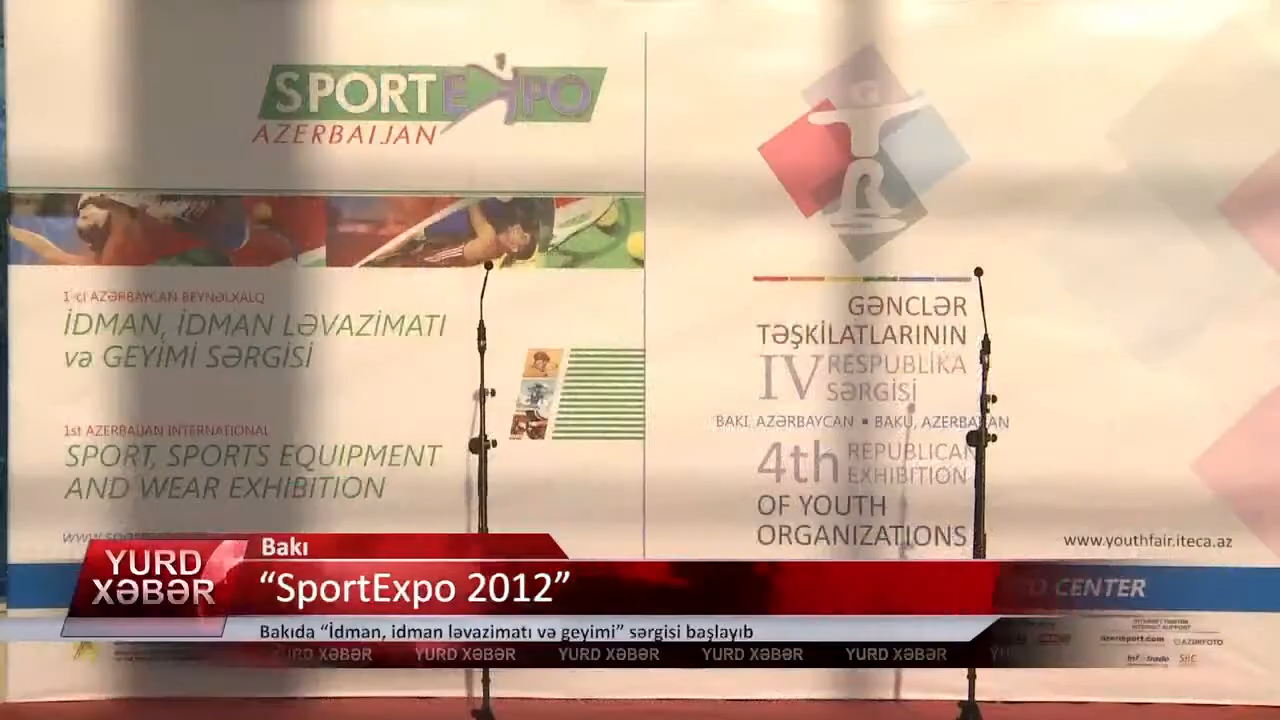 SPORTEXPO
AZERBAIJAN
1-ci AZƏRBAYCAN BEYNƏLXALQ
İDMAN, İDMAN LƏVAZİMATI
və GEYİMİ SƏRGİSİ
1st AZERBAIJAN INTERNATIONAL
SPORT, SPORTS EQUIPMENT
AND WEAR EXHIBITION
GƏNCLƏR
TƏŞKİLATLARININ
IV RESPUBLİKA
SƏRGİSİ
BAKI, AZƏRBAYCAN ▪ BAKU, AZERBAIJAN
4th REPUBLICAN
EXHIBITION
OF YOUTH
ORGANIZATIONS
www.youthfair.iteca.az
CENTER
azerisport.com
AZERFOTO
YURD
XƏBƏR
Bakı
“SportExpo 2012”
Bakıda “İdman, idman ləvazimatı və geyimi” sərgisi başlayıb
YURD XƏBƏR YURD XƏBƏR YURD XƏBƏR YURD XƏBƏR YURD XƏBƏR